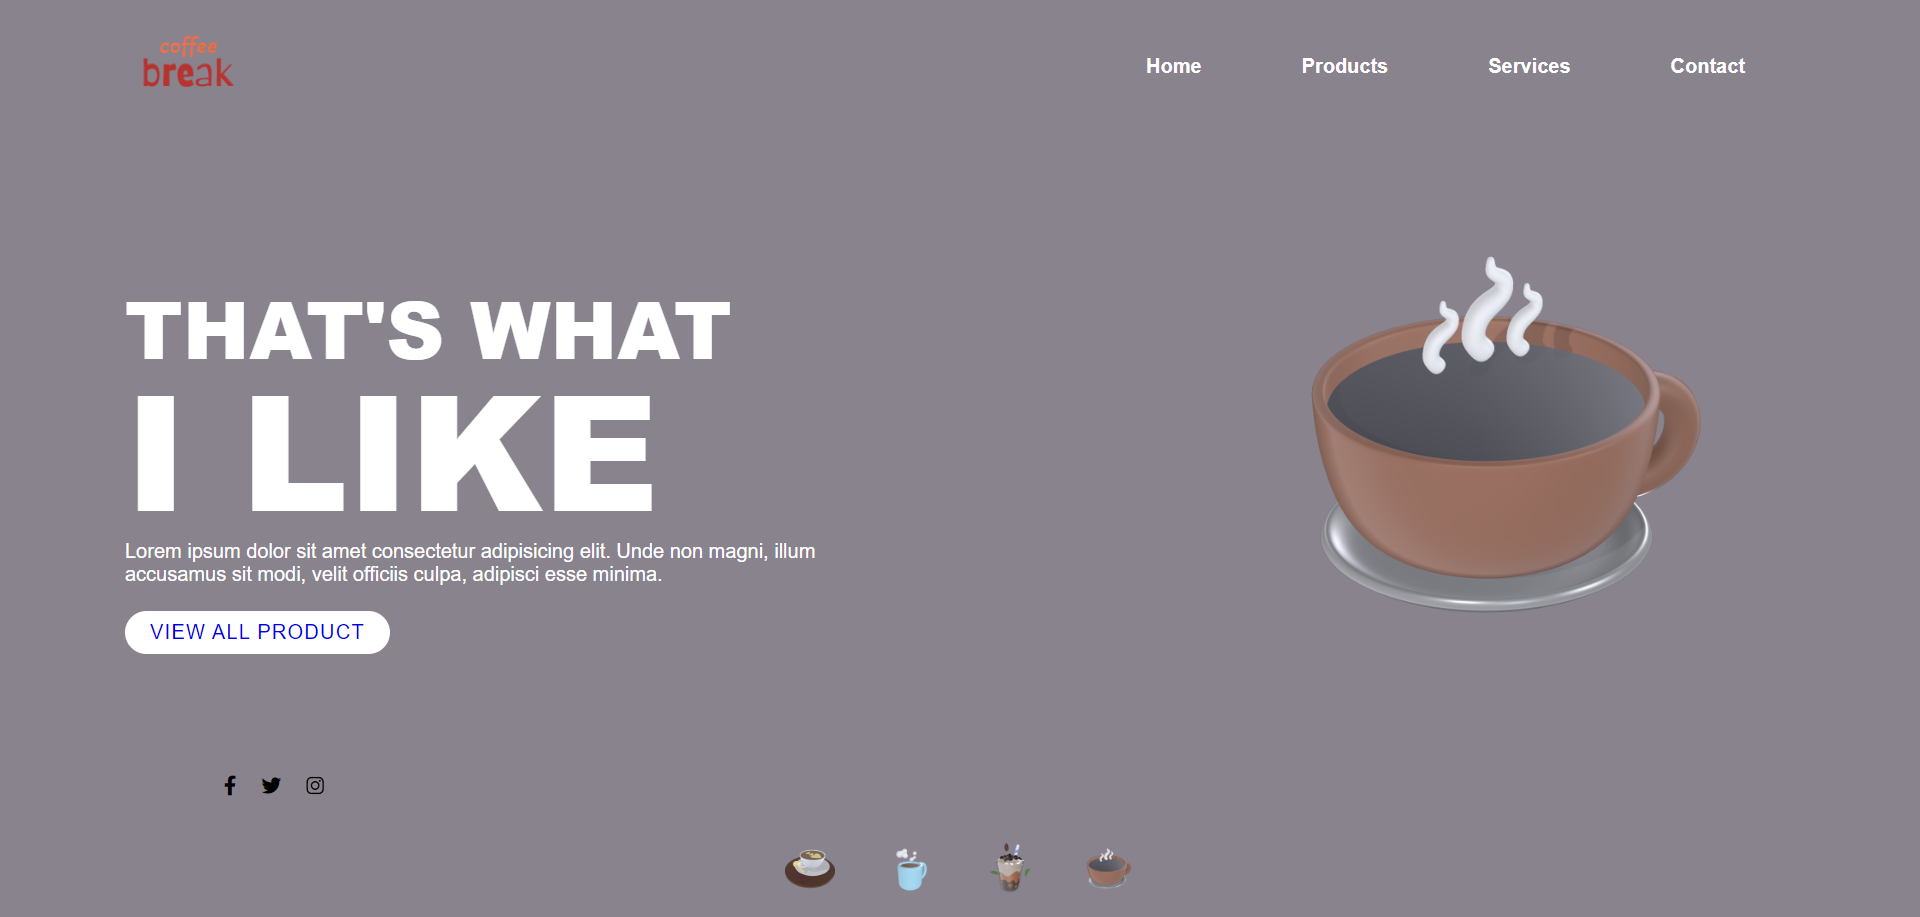 coffee
break
Home Products Services Contact
THAT'S WHAT
I LIKE
Lorem ipsum dolor sit amet consectetur adipisicing elit. Unde non magni, illum
accusamus sit modi, velit officiis culpa, adipisci esse minima.
VIEW ALL PRODUCT